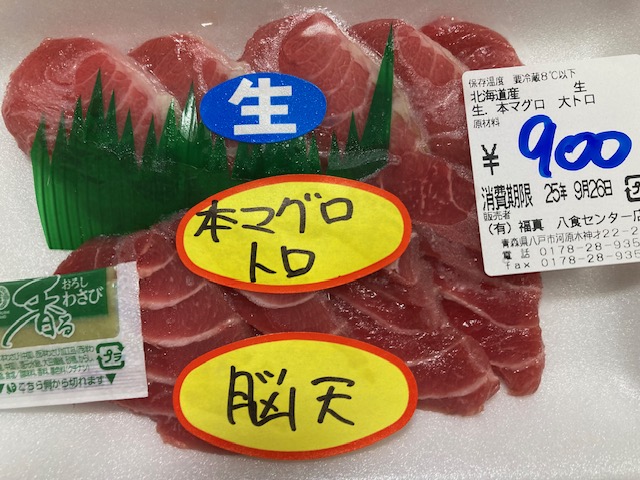 生
本マグロ
トロ
脳天
保存温度 要冷蔵8℃以下
北海道産 生
生.本マグロ 大トロ
原材料
¥900
消費期限 25年 9月26日
販売者
(有)福真 八食センター店
青森県八戸市河原木神才22-2
電話 0178-28-935
Fax 0178-28-935
おろし
わさび
香る
こちら側から切れます
プラ